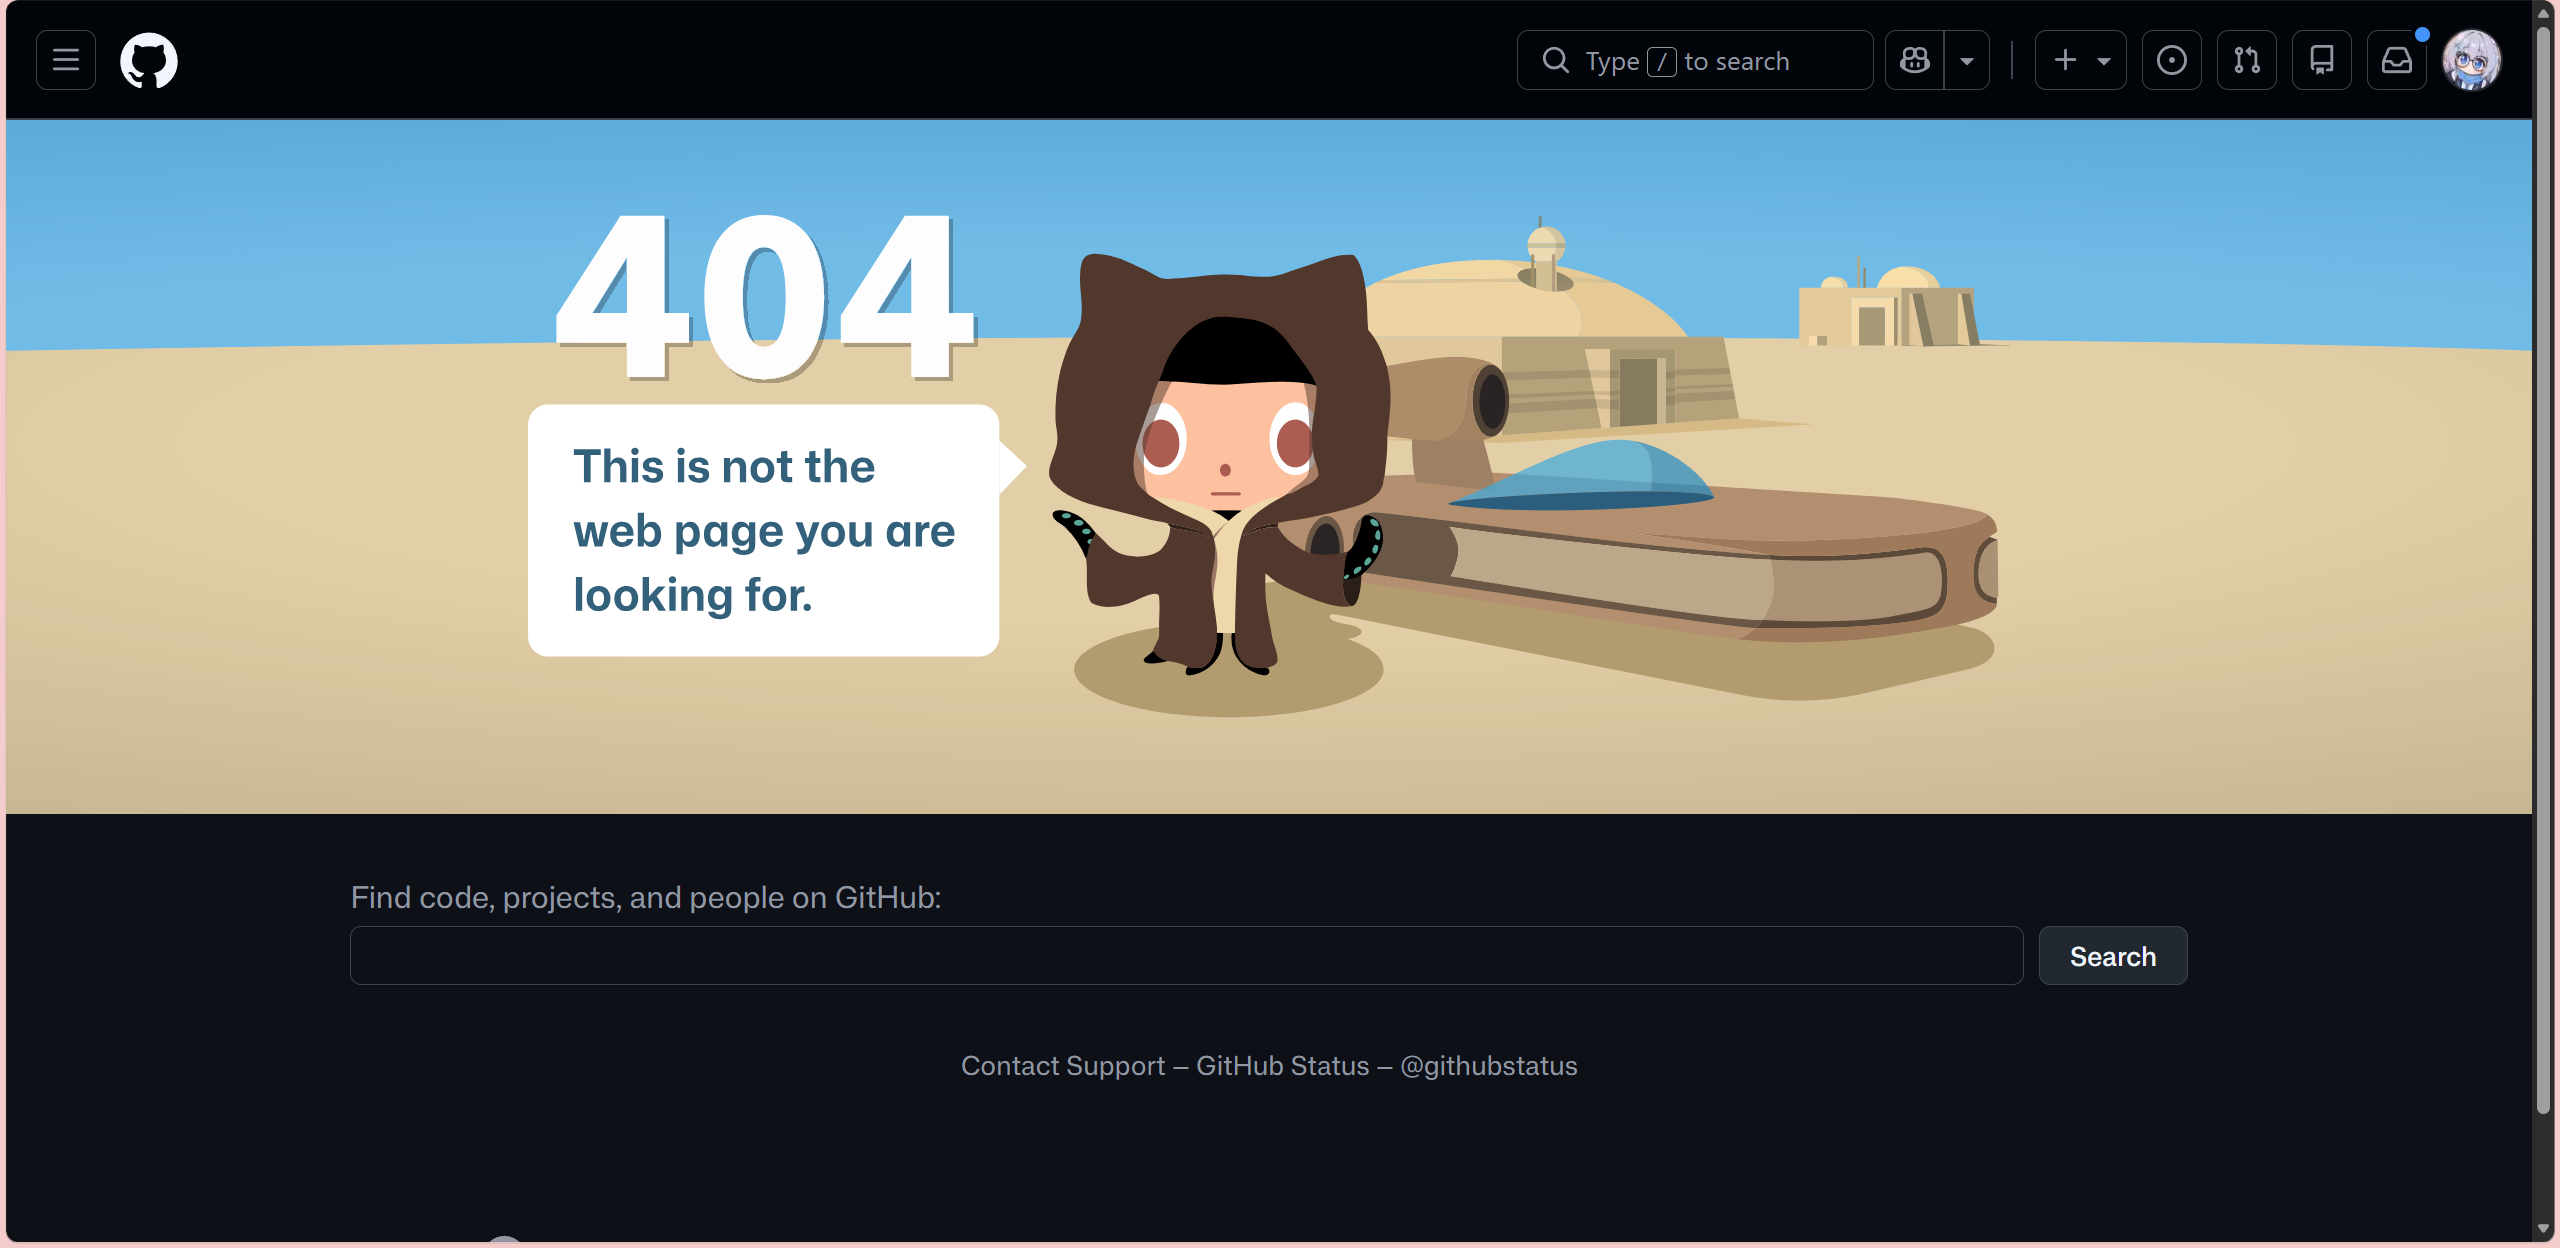 Type / to search
404
This is not the
web page you are
looking for.
Find code, projects, and people on GitHub:
Search
Contact Support — GitHub Status — @githubstatus